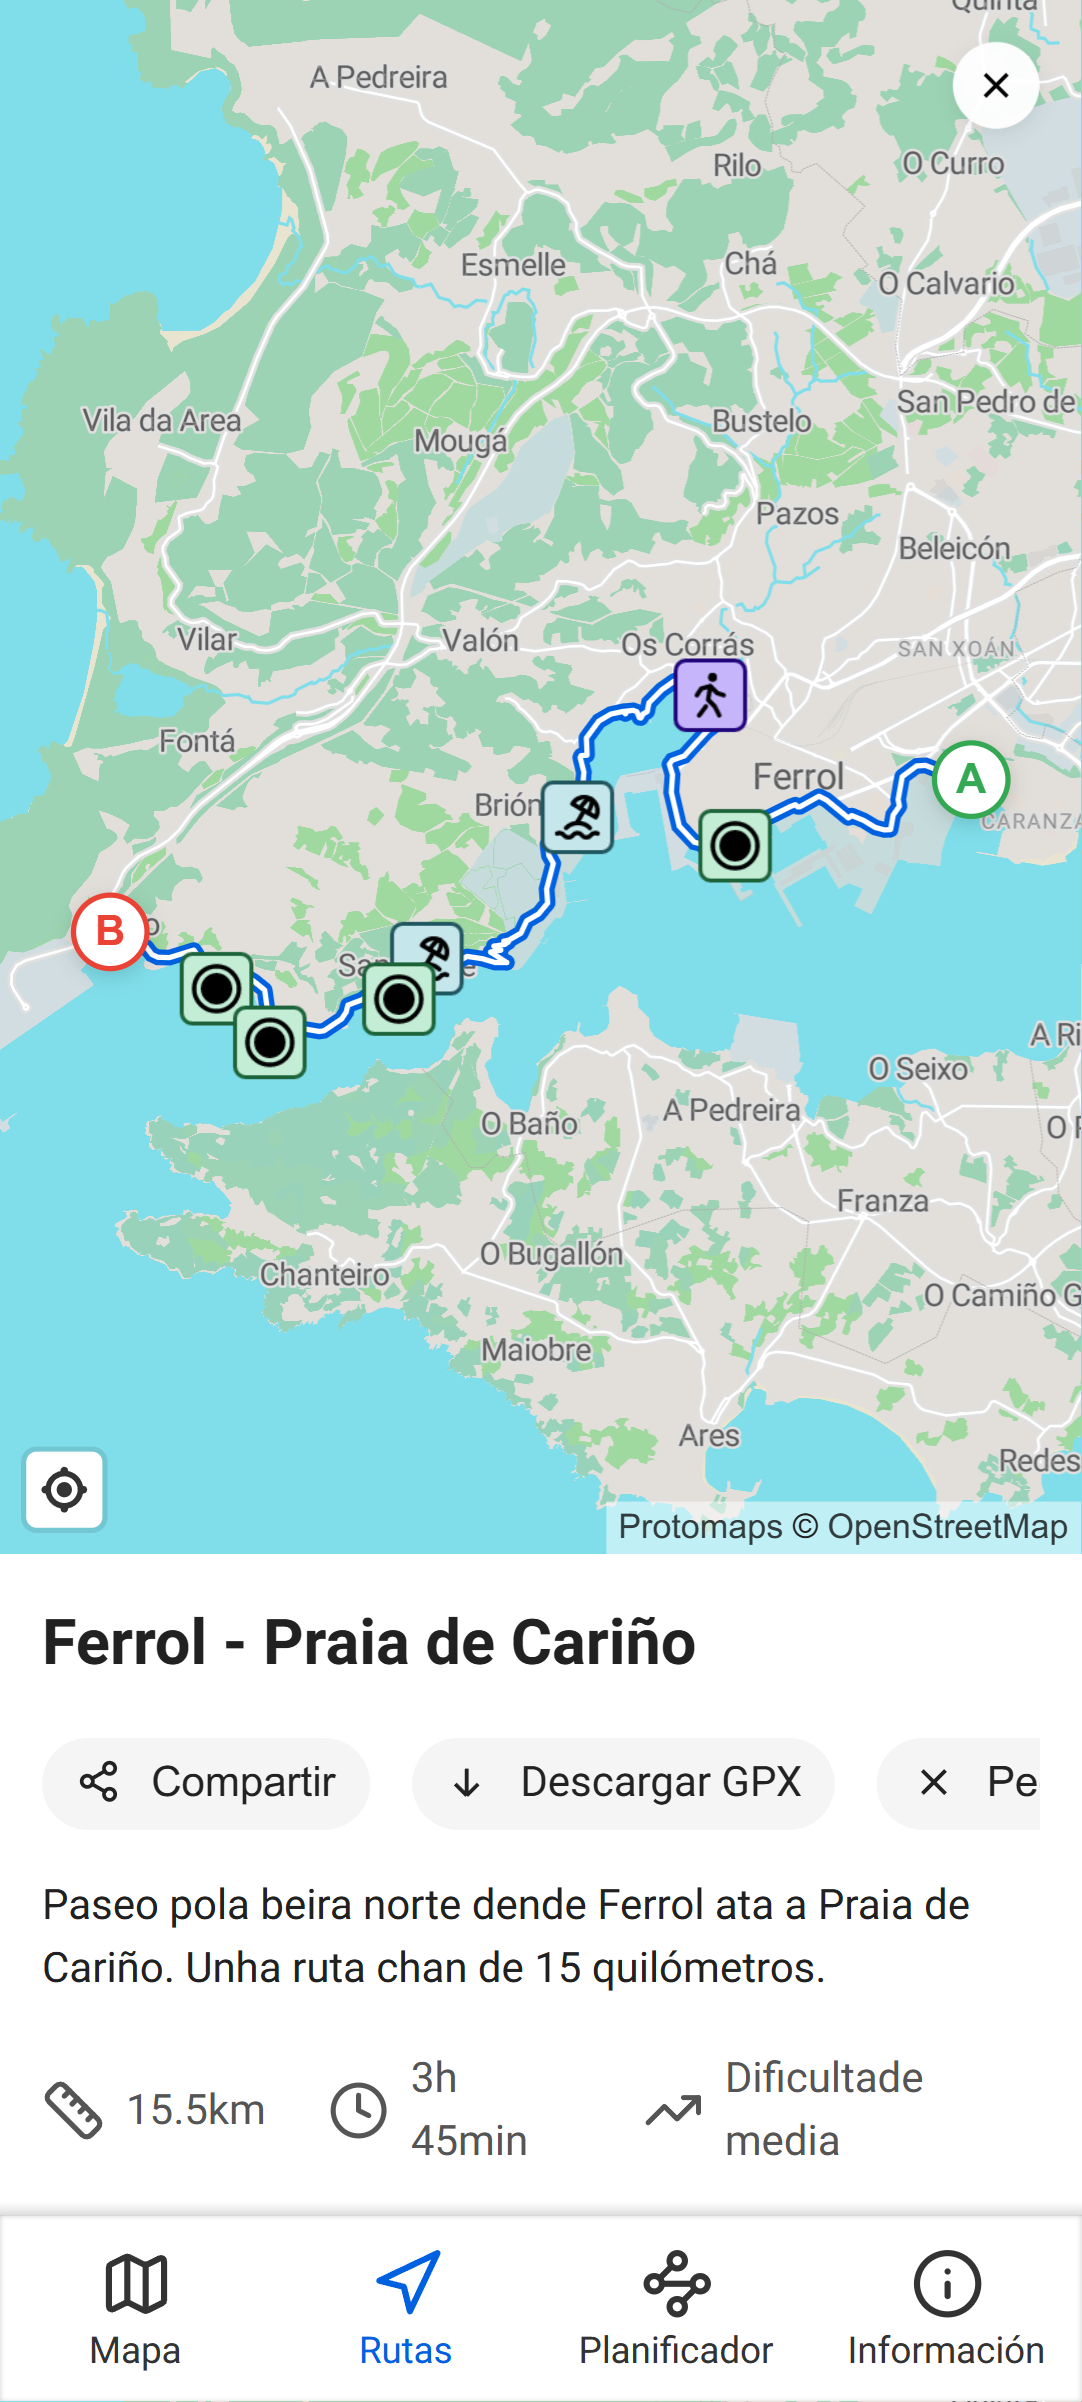 A Pedreira
Rilo
O Curro
Esmelle
Chá
O Calvario
Vila da Area
Mougá
Bustelo
San Pedro de
Pazos
Beleicón
Vilar
Valón
Os Corrás
SAN XOÁN
Fontá
Ferrol
A
Brión
CARANZA
B
A Ri
O Seixo
O Baño
A Pedreira
Franza
Chanteiro
O Bugallón
O Camiño G
Maiobre
Ares
Redes
Protomaps © OpenStreetMap
Ferrol - Praia de Cariño
Compartir
Descargar GPX
Pe
Paseo pola beira norte dende Ferrol ata a Praia de
Cariño. Unha ruta chan de 15 quilómetros.
15.5km
3h
45min
Dificultade
media
Mapa
Rutas
Planificador
Información